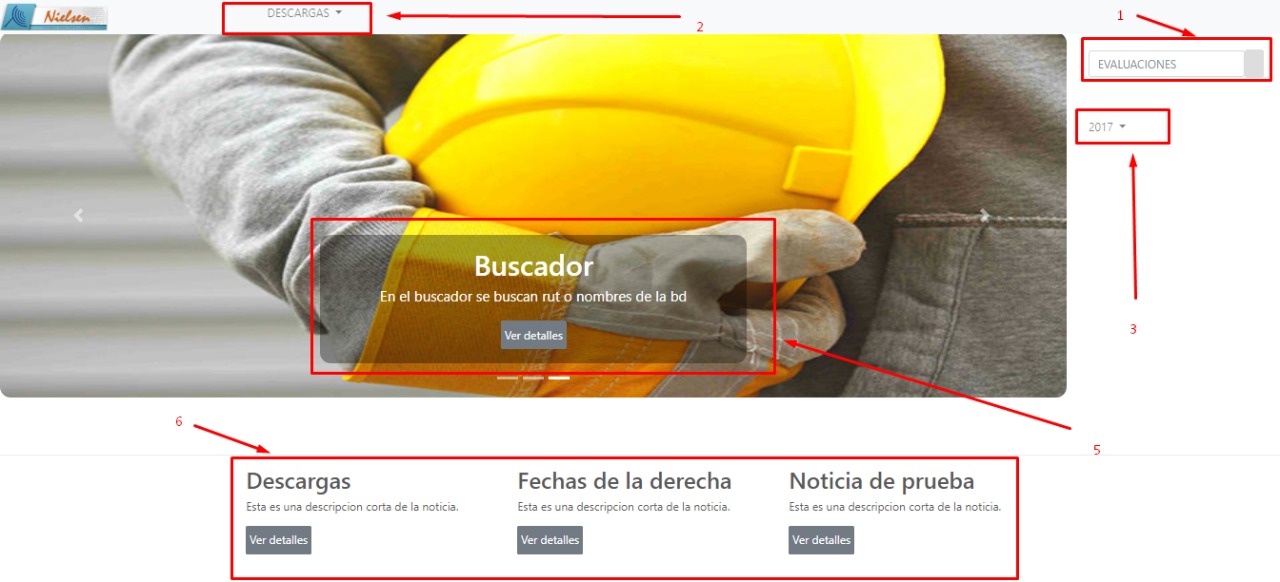 Nielsen
DESCARGAS
2
1
EVALUACIONES
2017
3
Buscador
En el buscador se buscan rut o nombres de la bd
Ver detalles
5
6
Descargas
Esta es una descripcion corta de la noticia.
Ver detalles
Fechas de la derecha
Esta es una descripcion corta de la noticia.
Ver detalles
Noticia de prueba
Esta es una descripcion corta de la noticia.
Ver detalles